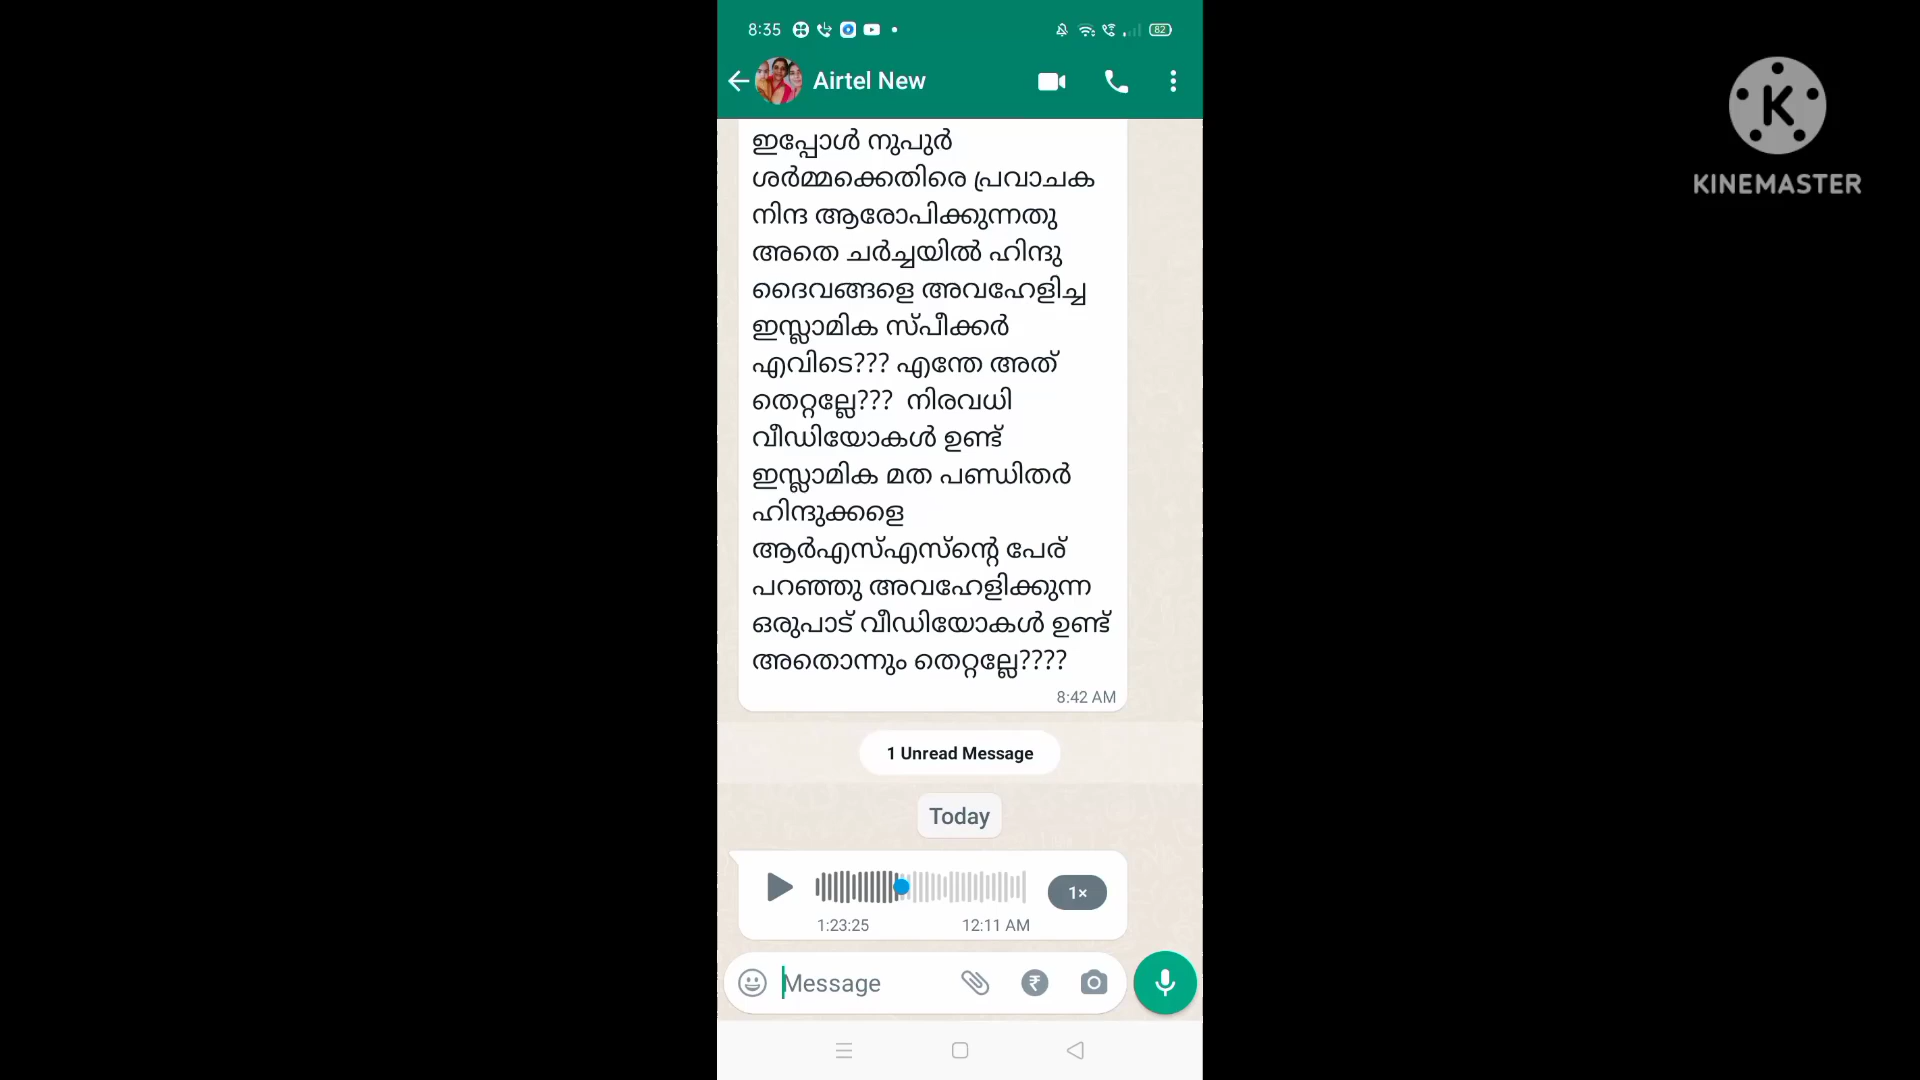 8:35
82
Airtel New
ഇപ്പോൾ നുപുർ
ശർമ്മക്കെതിരെ പ്രവാചക
നിന്ദ ആരോപിക്കുന്നതു
അതെ ചർച്ചയിൽ ഹിന്ദു
ദൈവങ്ങളെ അവഹേളിച്ച
ഇസ്ലാമിക സ്പീക്കർ
എവിടെ??? എന്തേ അത്
തെറ്റല്ലേ??? നിരവധി
വീഡിയോകൾ ഉണ്ട്
ഇസ്ലാമിക മത പണ്ഡിതർ
ഹിന്ദുക്കളെ
ആർഎസ്എസ്ന്റെ പേര്
പറഞ്ഞു അവഹേളിക്കുന്ന
ഒരുപാട് വീഡിയോകൾ ഉണ്ട്
അതൊന്നും തെറ്റല്ലേ????
8:42 AM
1 Unread Message
Today
1×
1:23:25 12:11 AM
Message
K
KINEMASTER